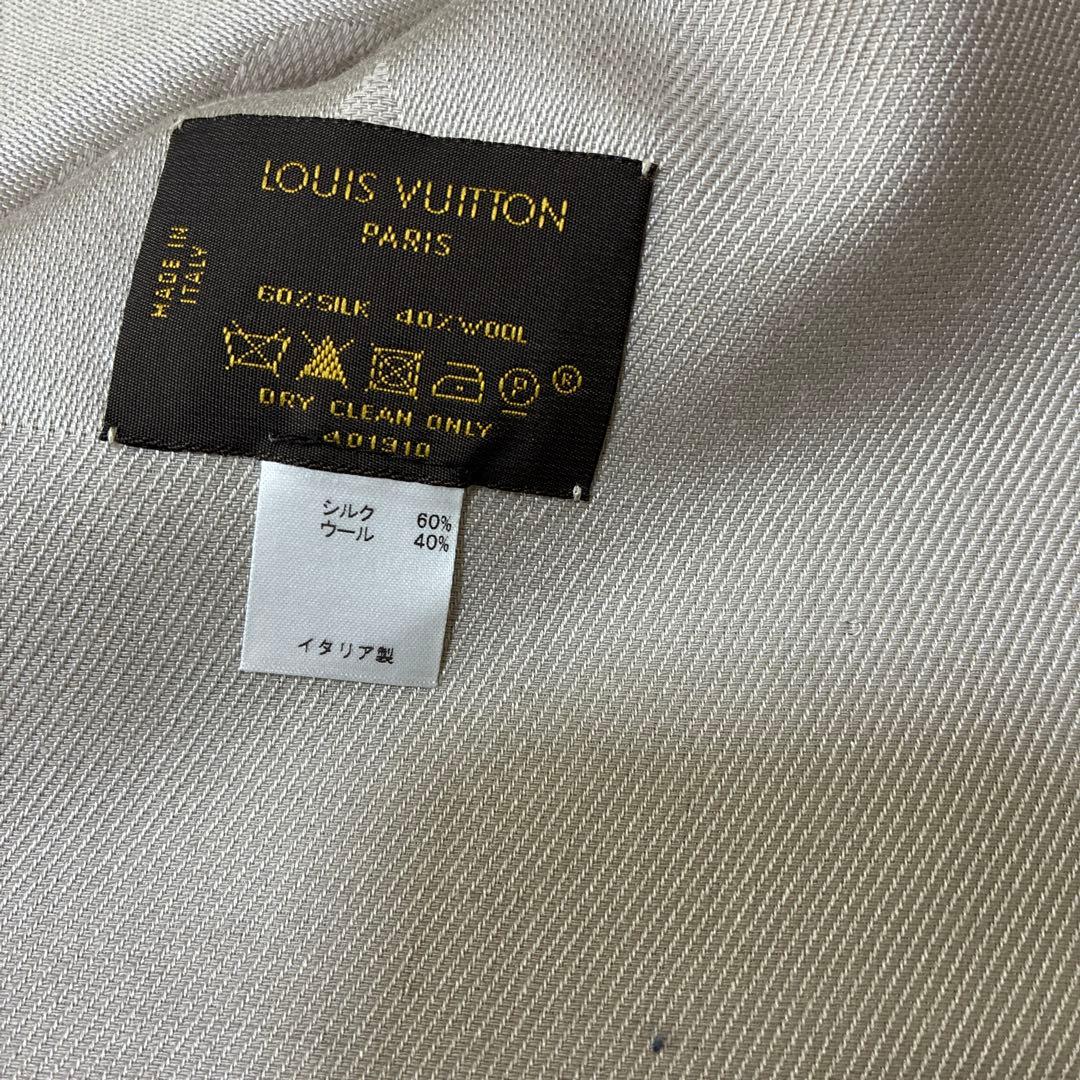 LOUIS VUITTON
PARIS
MADE IN
ITALY
60%SILK 40%WOOL
P ®
DRY CLEAN ONLY
401910
シルク 60%
ウール 40%
イタリア製